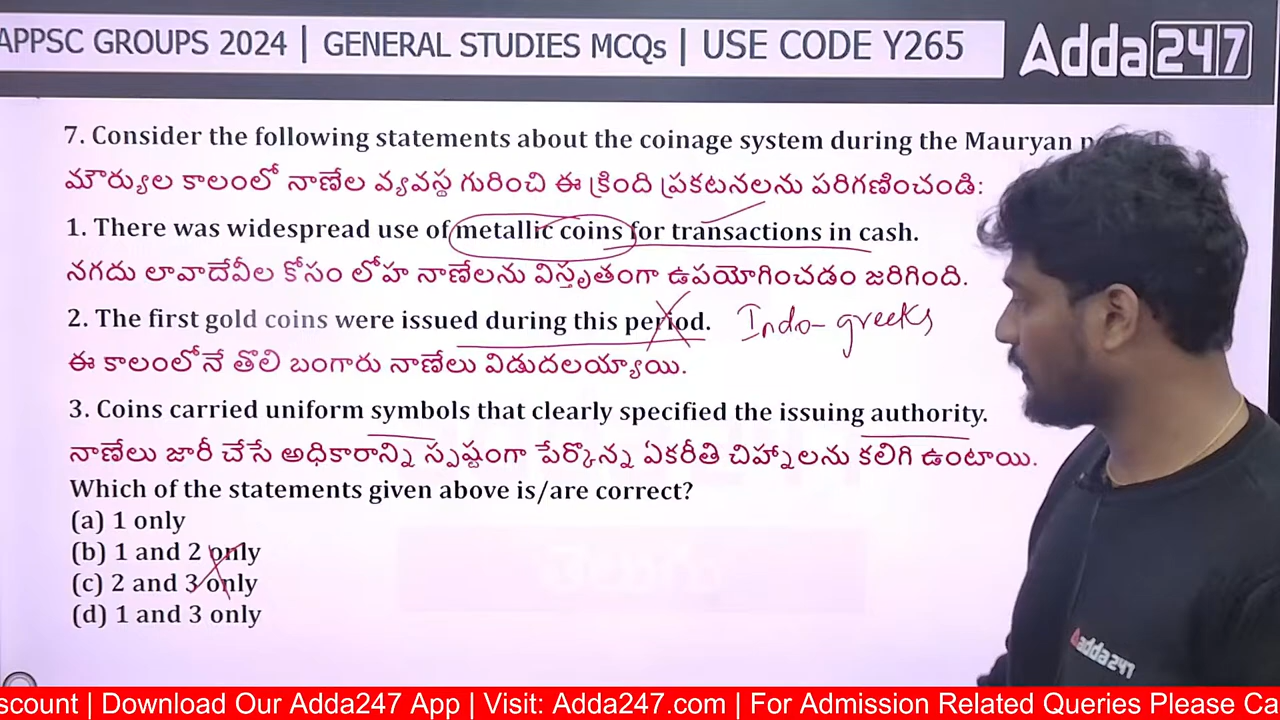 APPSC GROUPS 2024 | GENERAL STUDIES MCQs | USE CODE Y265
Adda247
7. Consider the following statements about the coinage system during the Mauryan
మౌర్యుల కాలంలో నాణేల వ్యవస్థ గురించి ఈ క్రింది ప్రకటనలను పరిగణించండి:
1. There was widespread use of metallic coins for transactions in cash.
నగదు లావాదేవీల కోసం లోహ నాణేలను విస్తృతంగా ఉపయోగించడం జరిగింది.
2. The first gold coins were issued during this period. Indo-greeks
ఈ కాలంలోనే తొలి బంగారు నాణేలు విడుదలయ్యాయి.
3. Coins carried uniform symbols that clearly specified the issuing authority.
నాణేలు జారీ చేసే అధికారాన్ని స్పష్టంగా పేర్కొన్న ఏకరీతి చిహ్నాలను కలిగి ఉంటాయి.
Which of the statements given above is/are correct?
(a) 1 only
(b) 1 and 2 only
(c) 2 and 3 only
(d) 1 and 3 only
adda247
scount | Download Our Adda247 App | Visit: Adda247.com | For Admission Related Queries Please Ca